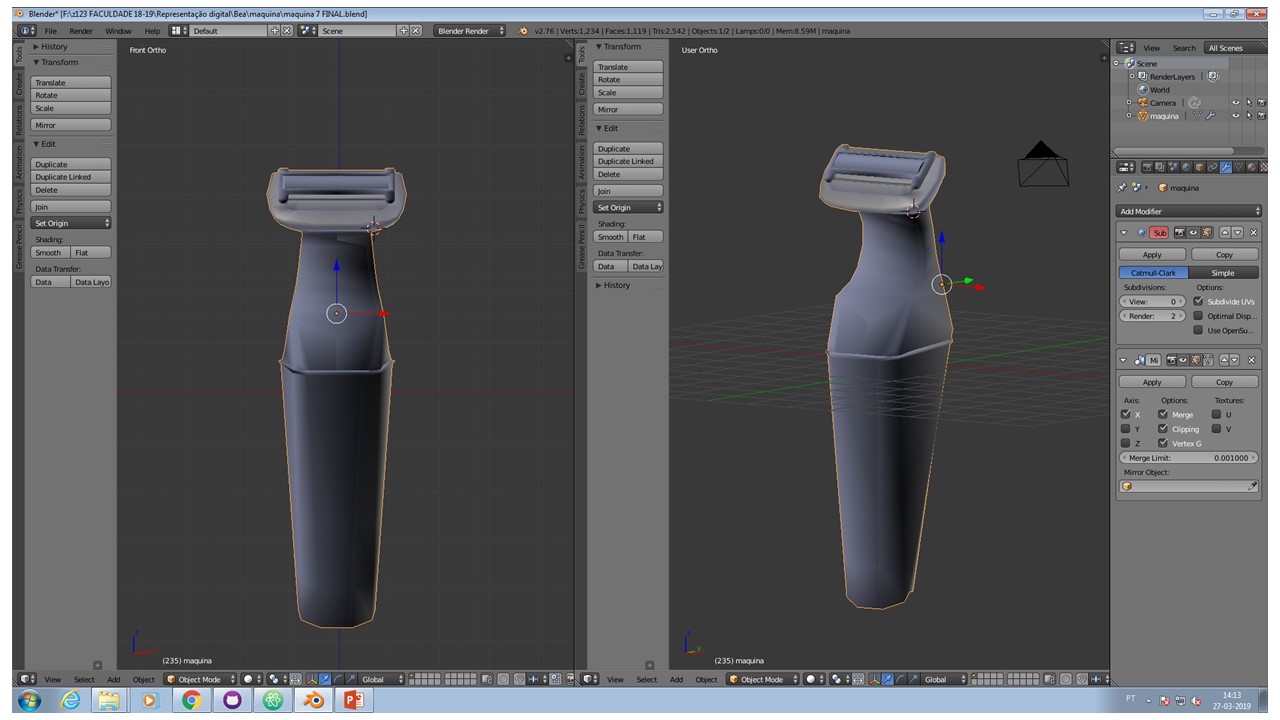 Blender* [F:\z123 FACULDADE 18-19\Representação digital\Bea\maquina\maquina 7 FINAL.blend]
File Render Window Help Default Scene Blender Render v2.76 | Verts:1,234 | Faces:1,119 | Tris:2,542 | Objects:1/2 | Lamps:0/0 | Mem:8.59M | maquina
Tools
Create
Relations
Animation
Physics
Grease Pencil
History
Transform
Translate
Rotate
Scale
Mirror
Edit
Duplicate
Duplicate Linked
Delete
Join
Set Origin
Shading:
Smooth Flat
Data Transfer:
Data Data Layo
Front Ortho
(235) maquina
View Select Add Object Object Mode Global
Tools
Create
Relations
Animation
Physics
Grease Pencil
Transform
Translate
Rotate
Scale
Mirror
Edit
Duplicate
Duplicate Linked
Delete
Join
Set Origin
Shading:
Smooth Flat
Data Transfer:
Data Data Lay
History
User Ortho
(235) maquina
View Select Add Object Object Mode Global
View Search All Scenes
Scene
RenderLayers
World
Camera
maquina
maquina
Add Modifier
Sub
Apply Copy
Catmull-Clark Simple
Subdivisions: Options:
View: 0 Subdivide UVs
Render: 2 Optimal Disp...
Use OpenSu...
Mi
Apply Copy
Axis: Options: Textures:
X Merge U
Y Clipping V
Z Vertex G
Merge Limit: 0.001000
Mirror Object:
PT 14:13
27-03-2019